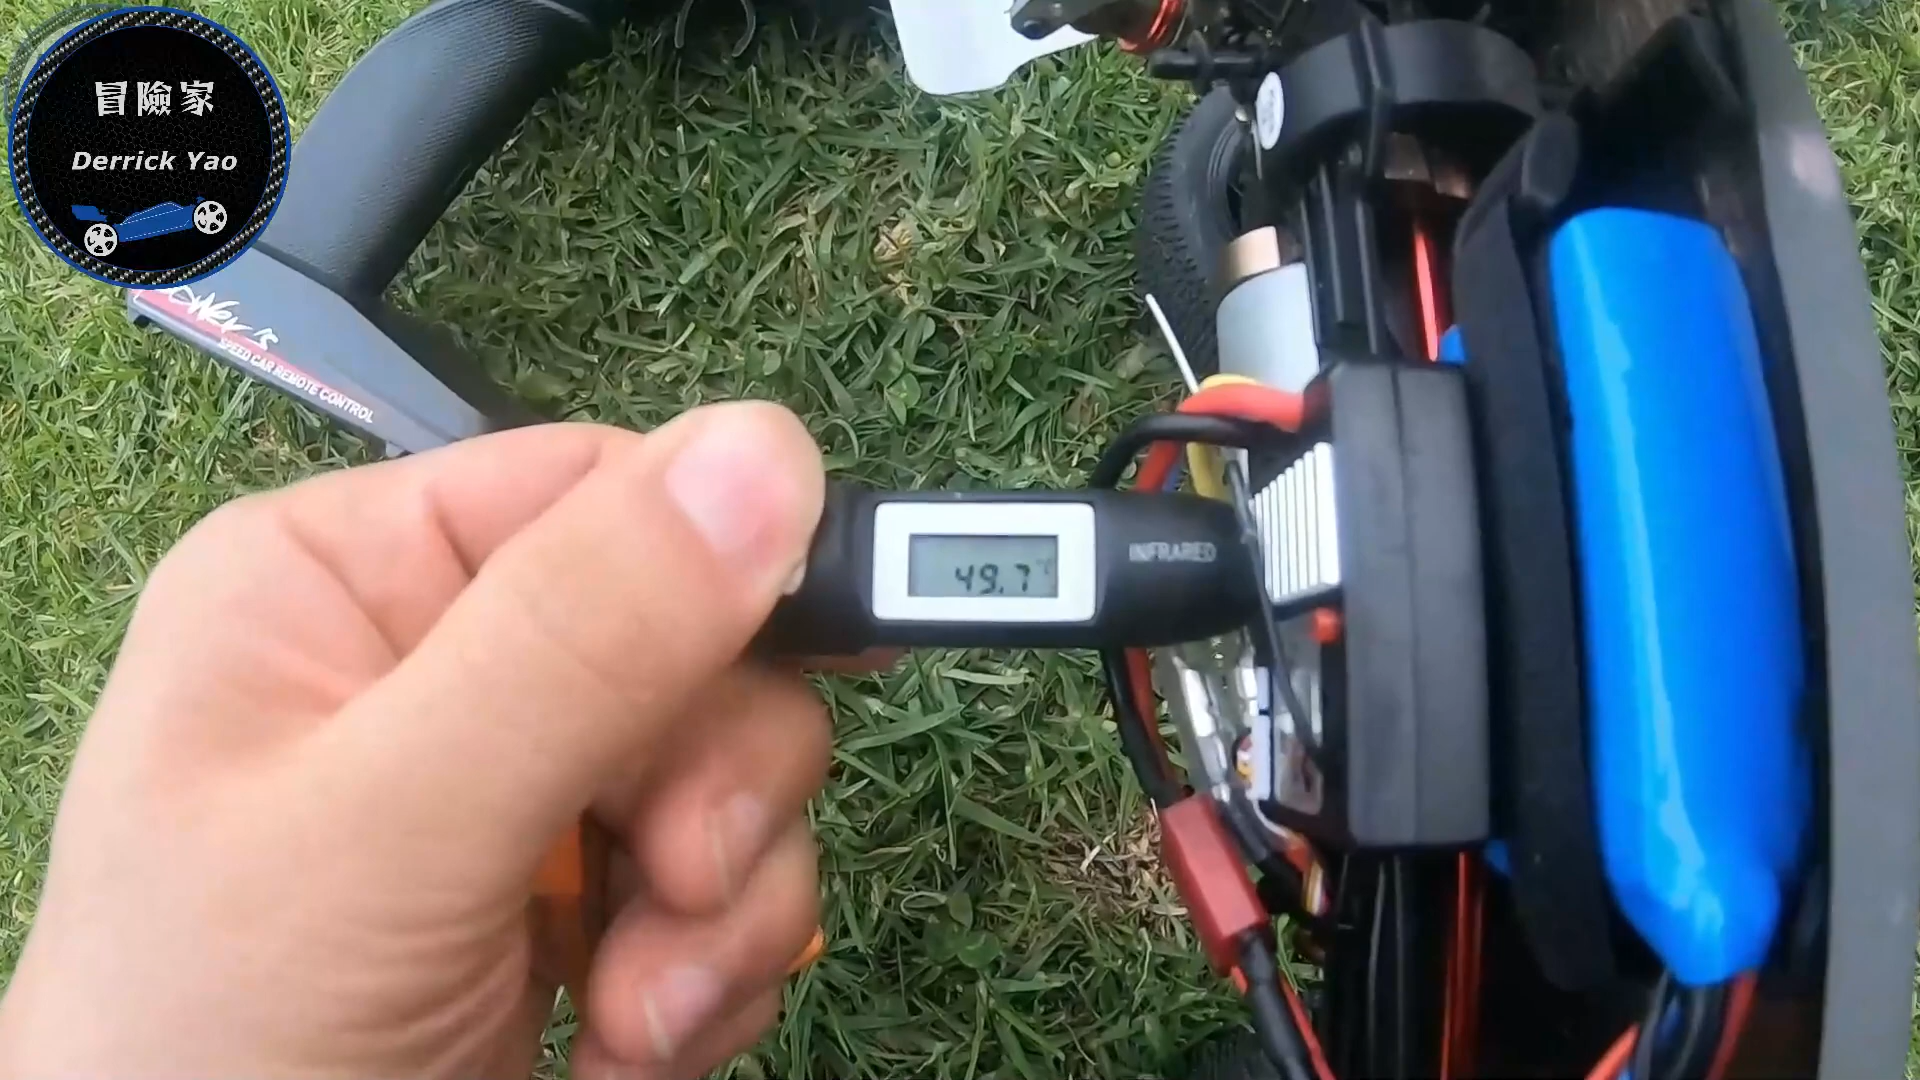 冒險家
Derrick Yao
SPEED CAR REMOTE CONTROL
49.7°C
INFRARED